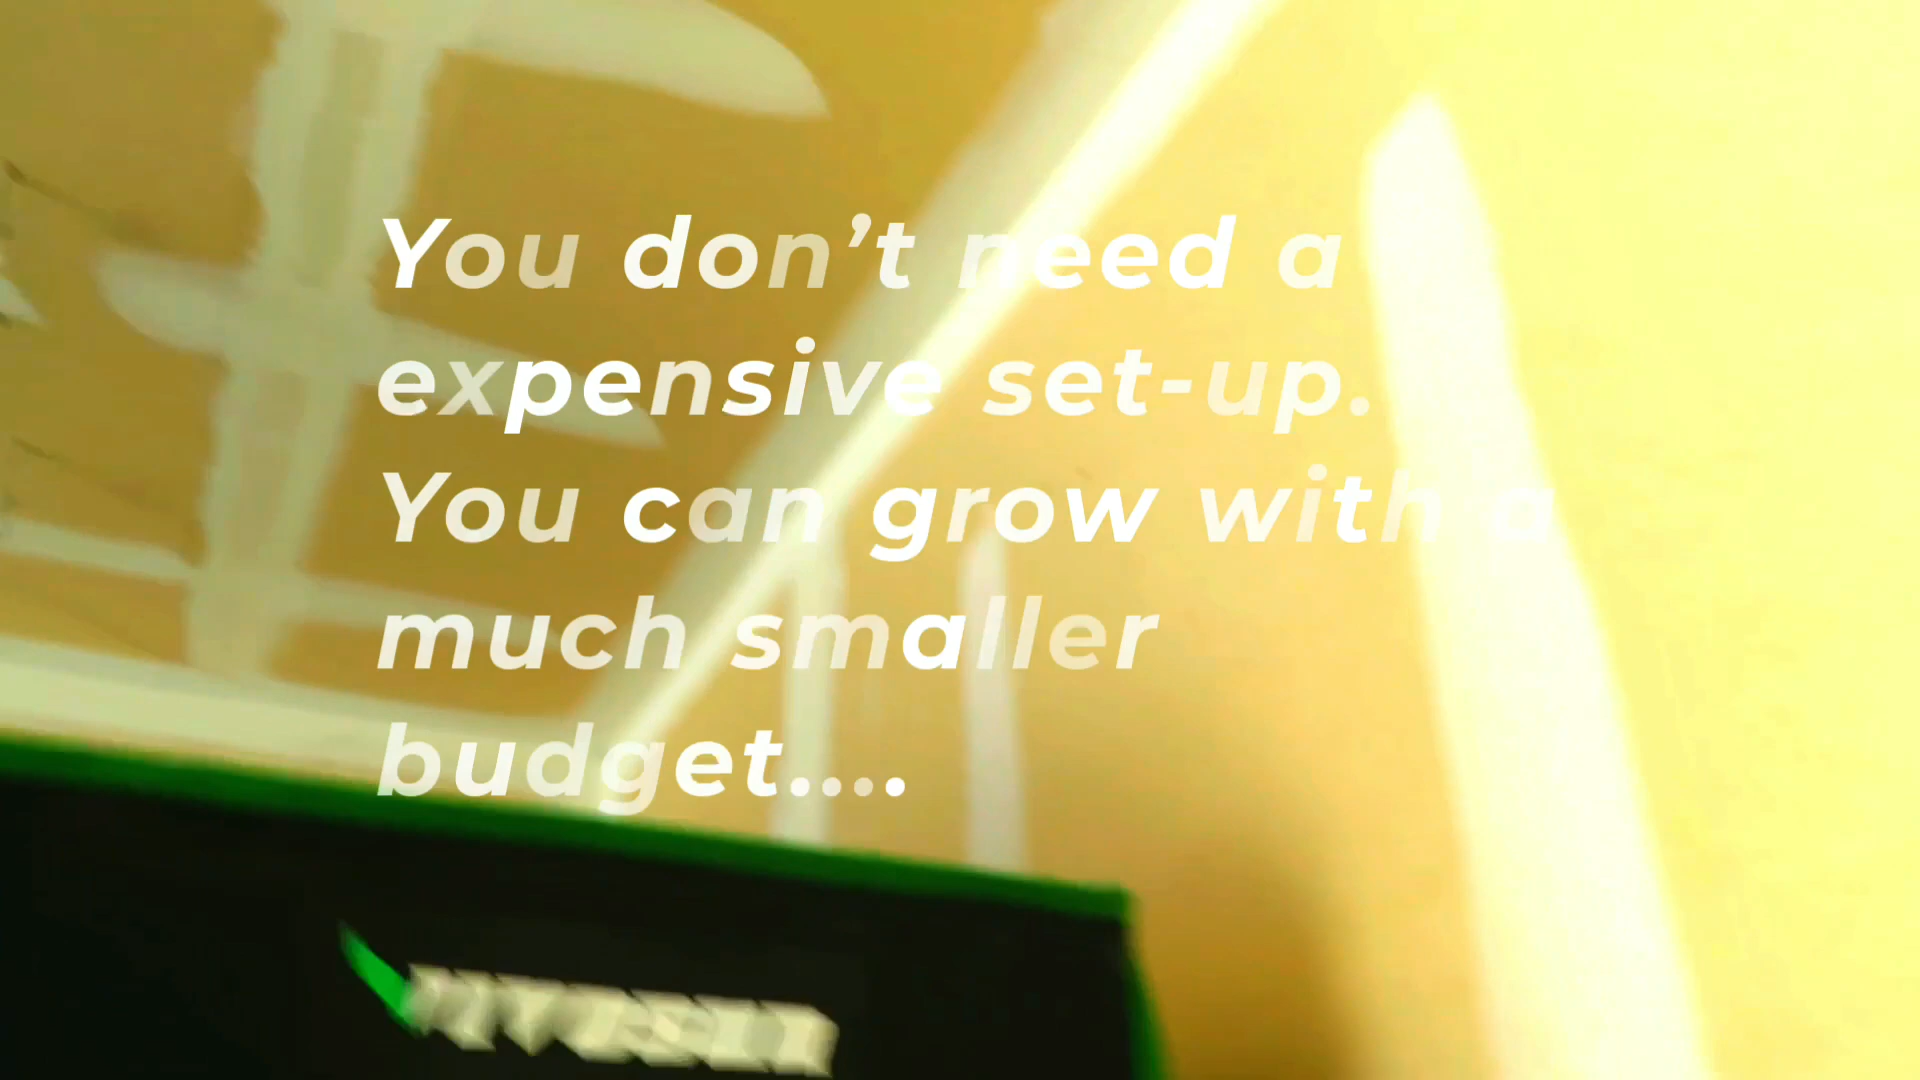 You don’t need a
expensive set-up.
You can grow with a
much smaller
budget....